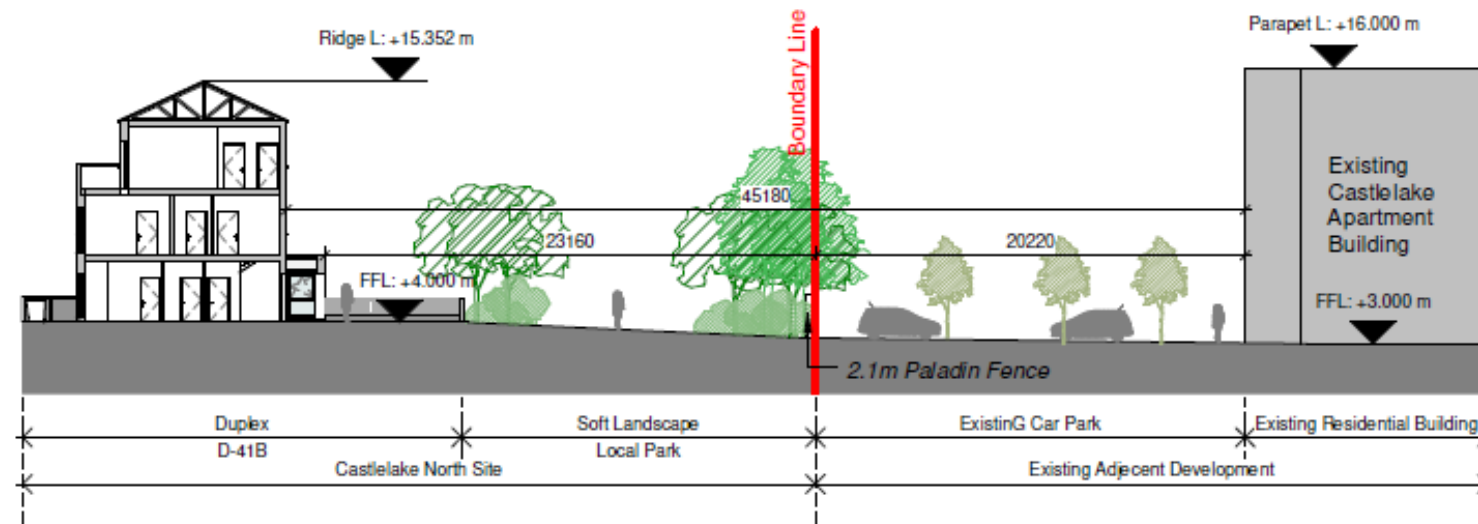 Ridge L: +15.352 m
Boundary Line
Parapet L: +16.000 m
Existing
Castlelake
Apartment
Building
45180
23160
20220
FFL: +4.000 m
FFL: +3.000 m
2.1m Paladin Fence
Duplex
Soft Landscape
ExistinG Car Park
Existing Residential Building
D-41B
Local Park
Castlelake North Site
Existing Adjecent Development